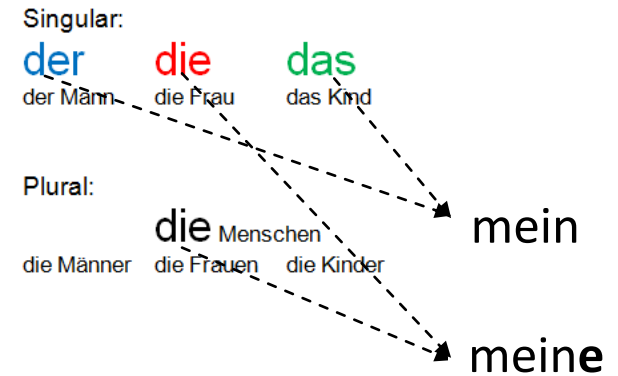 Singular:
der die das
der Mann die Frau das Kind
Plural:
mein
die Menschen
die Männer die Frauen die Kinder
meine